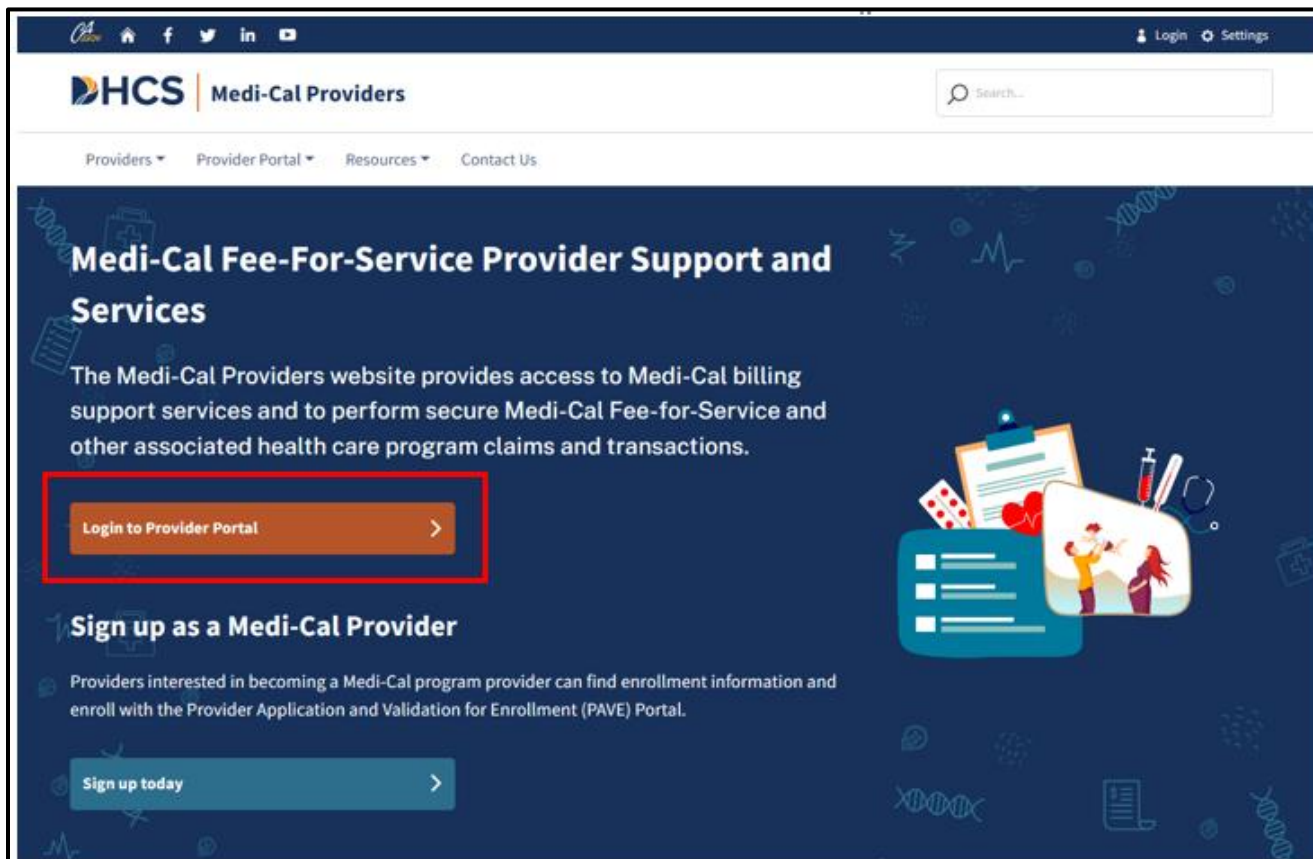 Login Settings
DHCS Medi-Cal Providers
Search...
Providers Provider Portal Resources Contact Us
Medi-Cal Fee-For-Service Provider Support and
Services
The Medi-Cal Providers website provides access to Medi-Cal billing
support services and to perform secure Medi-Cal Fee-for-Service and
other associated health care program claims and transactions.
Login to Provider Portal
Sign up as a Medi-Cal Provider
Providers interested in becoming a Medi-Cal program provider can find enrollment information and
enroll with the Provider Application and Validation for Enrollment (PAVE) Portal.
Sign up today